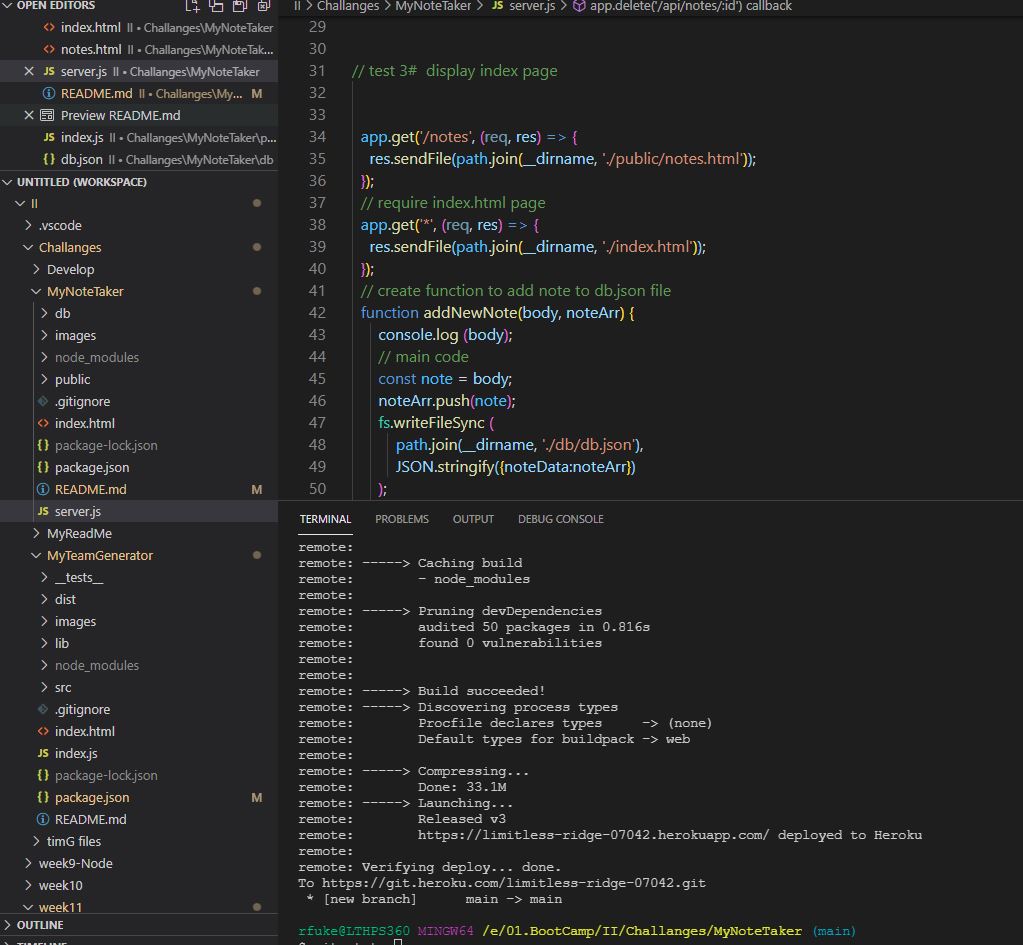 OPEN EDITORS
index.html II • Challanges\MyNoteTaker
notes.html II • Challanges\MyNoteTak...
JS server.js II • Challanges\MyNoteTaker
README.md II • Challanges\My... M
Preview README.md
JS index.js II • Challanges\MyNoteTaker\p...
{} db.json II • Challanges\MyNoteTaker\db
UNTITLED (WORKSPACE)
II
.vscode
Challanges
Develop
MyNoteTaker
db
images
node_modules
public
.gitignore
index.html
{} package-lock.json
{} package.json
README.md M
JS server.js
MyReadMe
MyTeamGenerator
__tests__
dist
images
lib
node_modules
src
.gitignore
index.html
JS index.js
{} package-lock.json
{} package.json M
README.md
timG files
week9-Node
week10
week11
OUTLINE
TIMELINE
II > Challanges > MyNoteTaker > JS server.js > app.delete('/api/notes/:id') callback
29
30
31 // test 3# display index page
32
33
34 app.get('/notes', (req, res) => {
35 res.sendFile(path.join(__dirname, './public/notes.html'));
36 });
37 // require index.html page
38 app.get('*', (req, res) => {
39 res.sendFile(path.join(__dirname, './index.html'));
40 });
41 // create function to add note to db.json file
42 function addNewNote(body, noteArr) {
43 console.log (body);
44 // main code
45 const note = body;
46 noteArr.push(note);
47 fs.writeFileSync (
48 path.join(__dirname, './db/db.json'),
49 JSON.stringify({noteData:noteArr})
50 );
TERMINAL PROBLEMS OUTPUT DEBUG CONSOLE
remote:
remote: -----> Caching build
remote: - node_modules
remote:
remote: -----> Pruning devDependencies
remote: audited 50 packages in 0.816s
remote: found 0 vulnerabilities
remote:
remote:
remote: -----> Build succeeded!
remote: -----> Discovering process types
remote: Procfile declares types -> (none)
remote: Default types for buildpack -> web
remote:
remote: -----> Compressing...
remote: Done: 33.1M
remote: -----> Launching...
remote: Released v3
remote: https://limitless-ridge-07042.herokuapp.com/ deployed to Heroku
remote:
remote: Verifying deploy... done.
To https://git.heroku.com/limitless-ridge-07042.git
* [new branch] main -> main
rfuke@LTHPS360 MINGW64 /e/01.BootCamp/II/Challanges/MyNoteTaker (main)